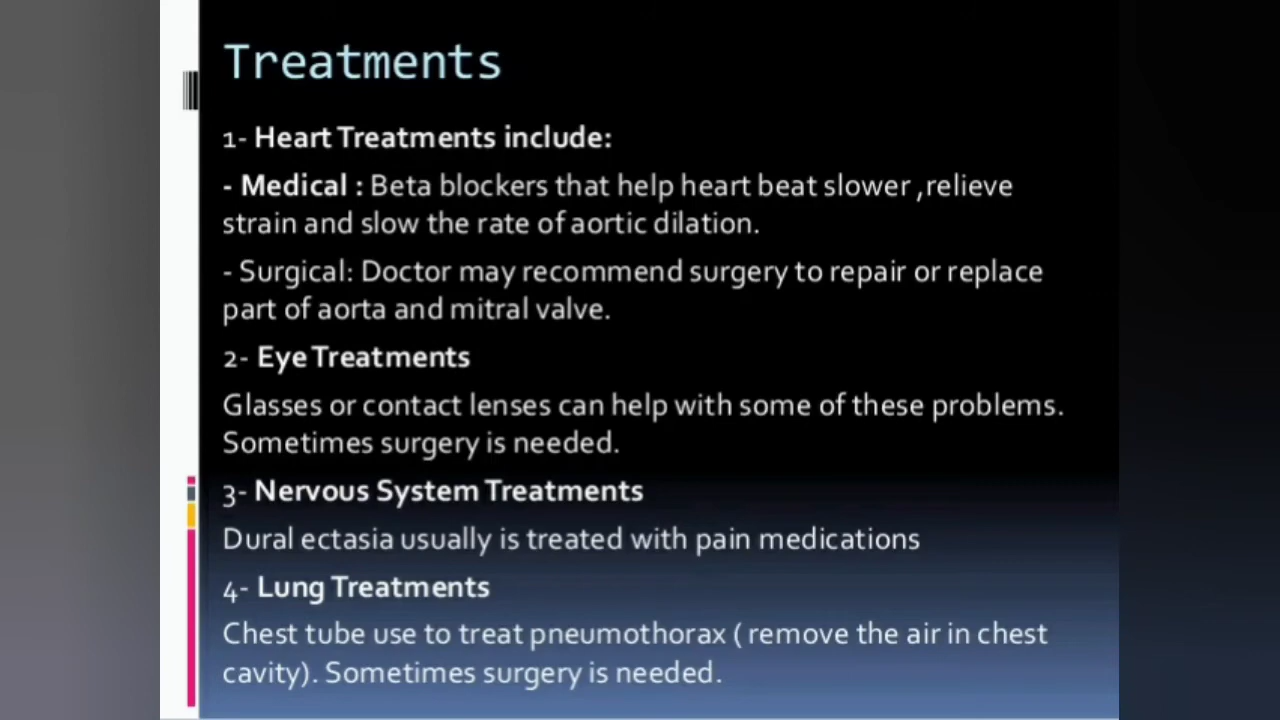 Treatments
1- Heart Treatments include:
- Medical : Beta blockers that help heart beat slower ,relieve
strain and slow the rate of aortic dilation.
- Surgical: Doctor may recommend surgery to repair or replace
part of aorta and mitral valve.
2- Eye Treatments
Glasses or contact lenses can help with some of these problems.
Sometimes surgery is needed.
3- Nervous System Treatments
Dural ectasia usually is treated with pain medications
4- Lung Treatments
Chest tube use to treat pneumothorax ( remove the air in chest
cavity). Sometimes surgery is needed.